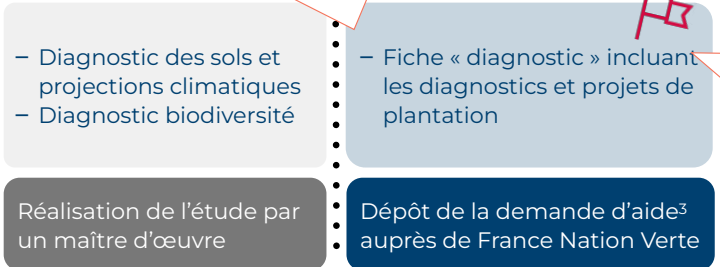 – Diagnostic des sols et
projections climatiques
– Diagnostic biodiversité
– Fiche « diagnostic » incluant
les diagnostics et projets de
plantation
Réalisation de l’étude par
un maître d’œuvre
Dépôt de la demande d’aide³
auprès de France Nation Verte